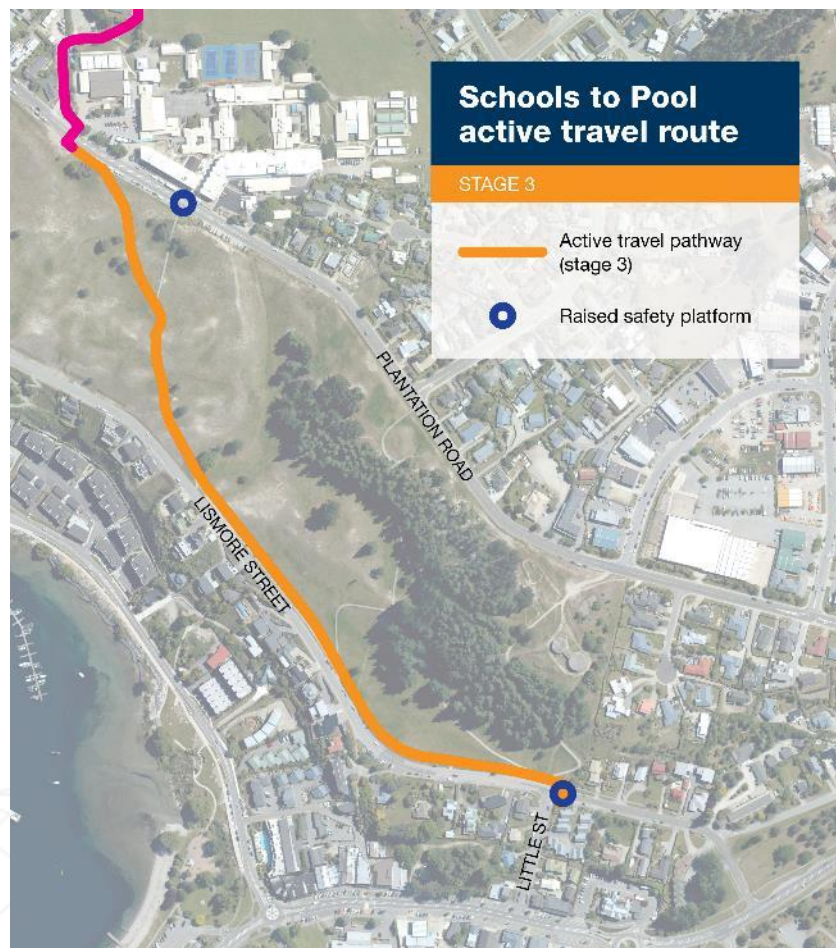 Schools to Pool
active travel route
STAGE 3
Active travel pathway
(stage 3)
Raised safety platform
PLANTATION ROAD
LISMORE STREET
LITTLE ST